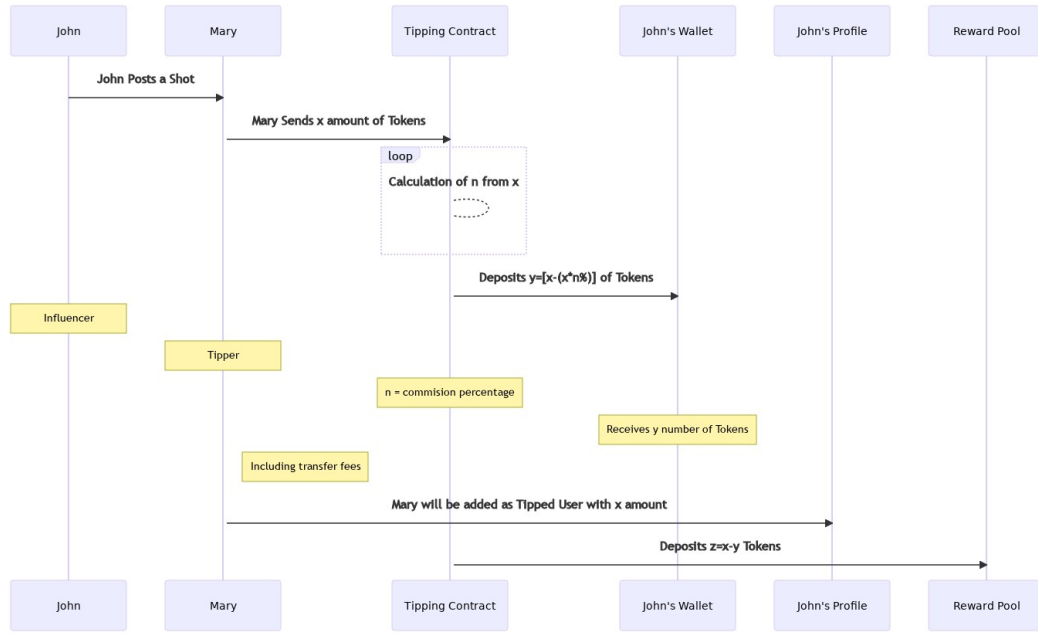 John
Mary
Tipping Contract
John's Wallet
John's Profile
Reward Pool
John Posts a Shot
Mary Sends x amount of Tokens
loop
Calculation of n from x
Deposits y=[x-(x*n%)] of Tokens
Influencer
Tipper
n = commision percentage
Receives y number of Tokens
Including transfer fees
Mary will be added as Tipped User with x amount
Deposits z=x-y Tokens
John
Mary
Tipping Contract
John's Wallet
John's Profile
Reward Pool